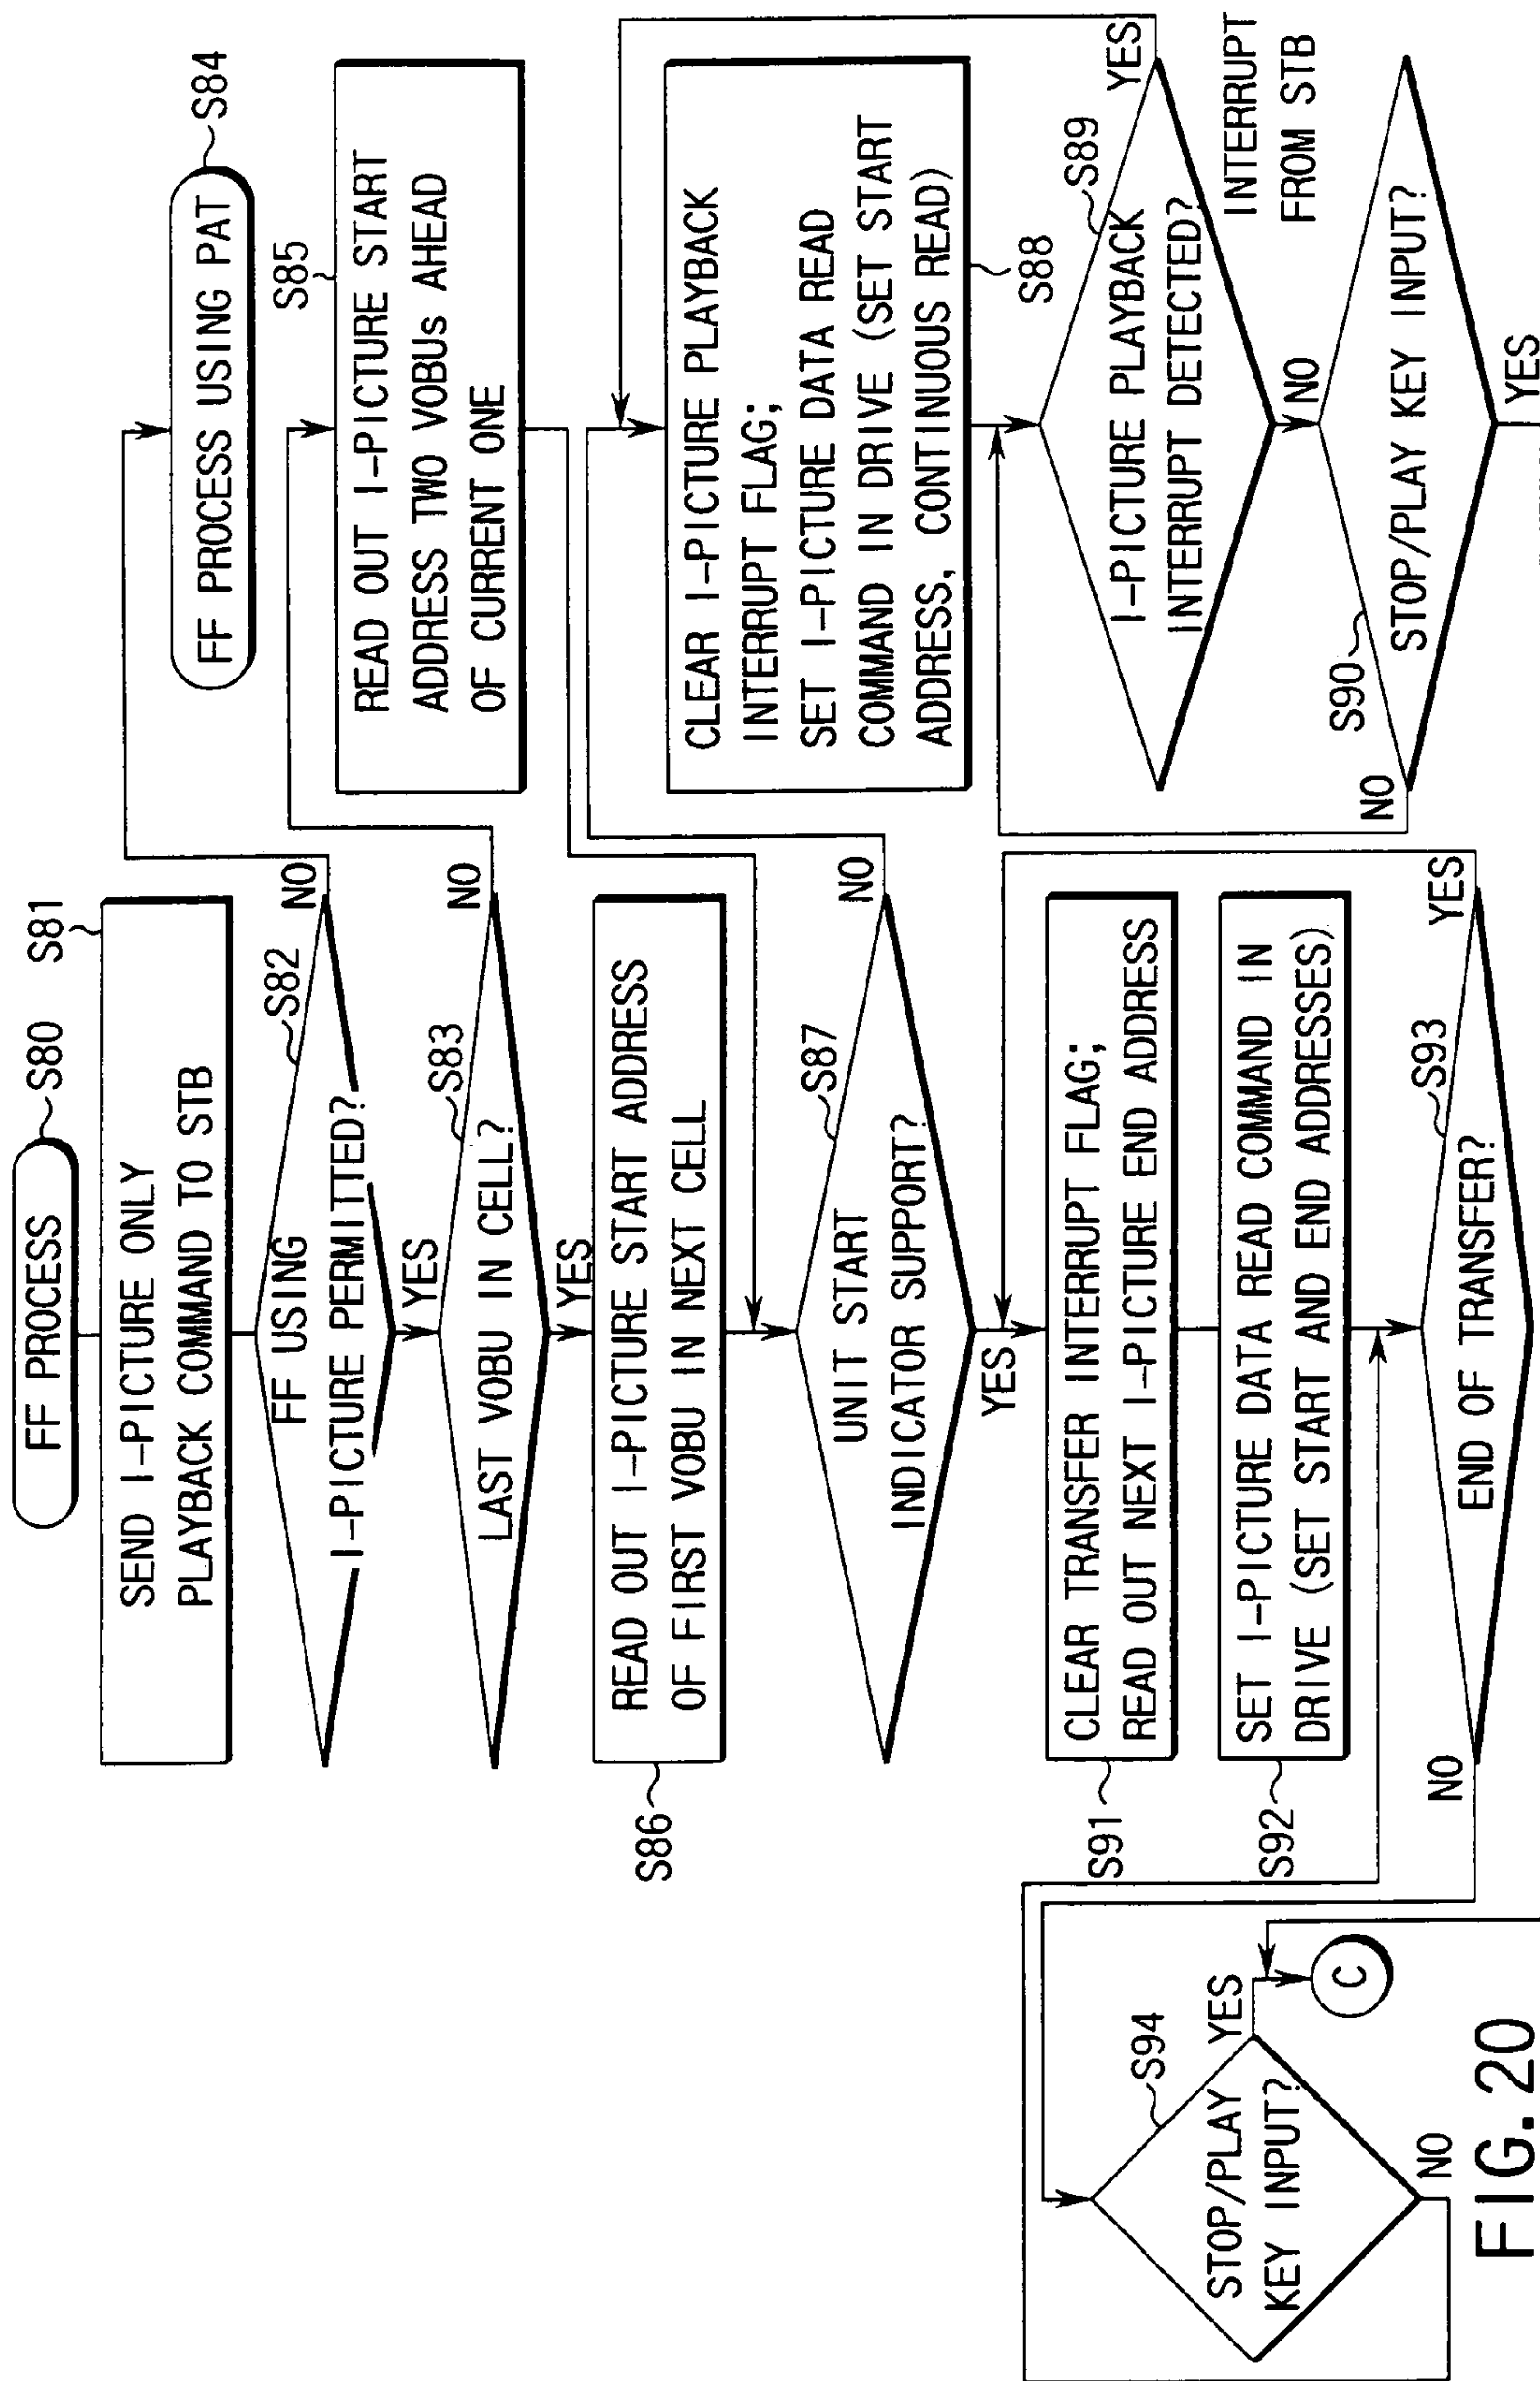 FF PROCESS
S80
SEND I-PICTURE ONLY
PLAYBACK COMMAND TO STB
S81
FF USING
I-PICTURE PERMITTED?
S82
NO
YES
FF PROCESS USING PAT
S84
LAST VOBU IN CELL?
S83
NO
YES
S85
READ OUT I-PICTURE START
ADDRESS TWO VOBUs AHEAD
OF CURRENT ONE
READ OUT I-PICTURE START ADDRESS
OF FIRST VOBU IN NEXT CELL
S86
UNIT START
INDICATOR SUPPORT?
S87
NO
YES
CLEAR I-PICTURE PLAYBACK
INTERRUPT FLAG;
SET I-PICTURE DATA READ
COMMAND IN DRIVE (SET START
ADDRESS, CONTINUOUS READ)
S88
I-PICTURE PLAYBACK
INTERRUPT DETECTED?
S89
YES
NO
INTERRUPT
FROM STB
S90
STOP/PLAY KEY INPUT?
NO
YES
CLEAR TRANSFER INTERRUPT FLAG;
READ OUT NEXT I-PICTURE END ADDRESS
S91
SET I-PICTURE DATA READ COMMAND IN
DRIVE (SET START AND END ADDRESSES)
S92
END OF TRANSFER?
S93
YES
NO
STOP/PLAY
KEY INPUT?
S94
YES
NO
C
FIG. 20